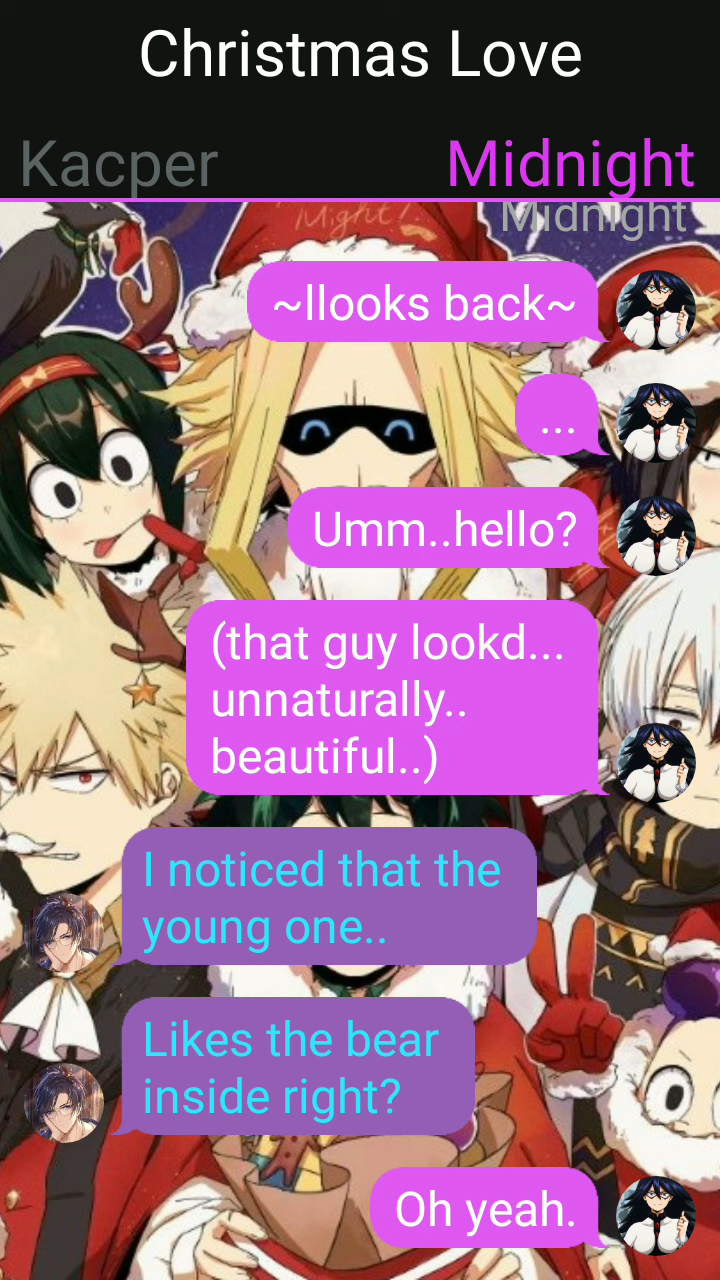 Christmas Love
Kacper
Midnight
Midnight
Might!
~llooks back~
...
Umm..hello?
(that guy lookd...
unnaturally..
beautiful..)
I noticed that the
young one..
Likes the bear
inside right?
Oh yeah.